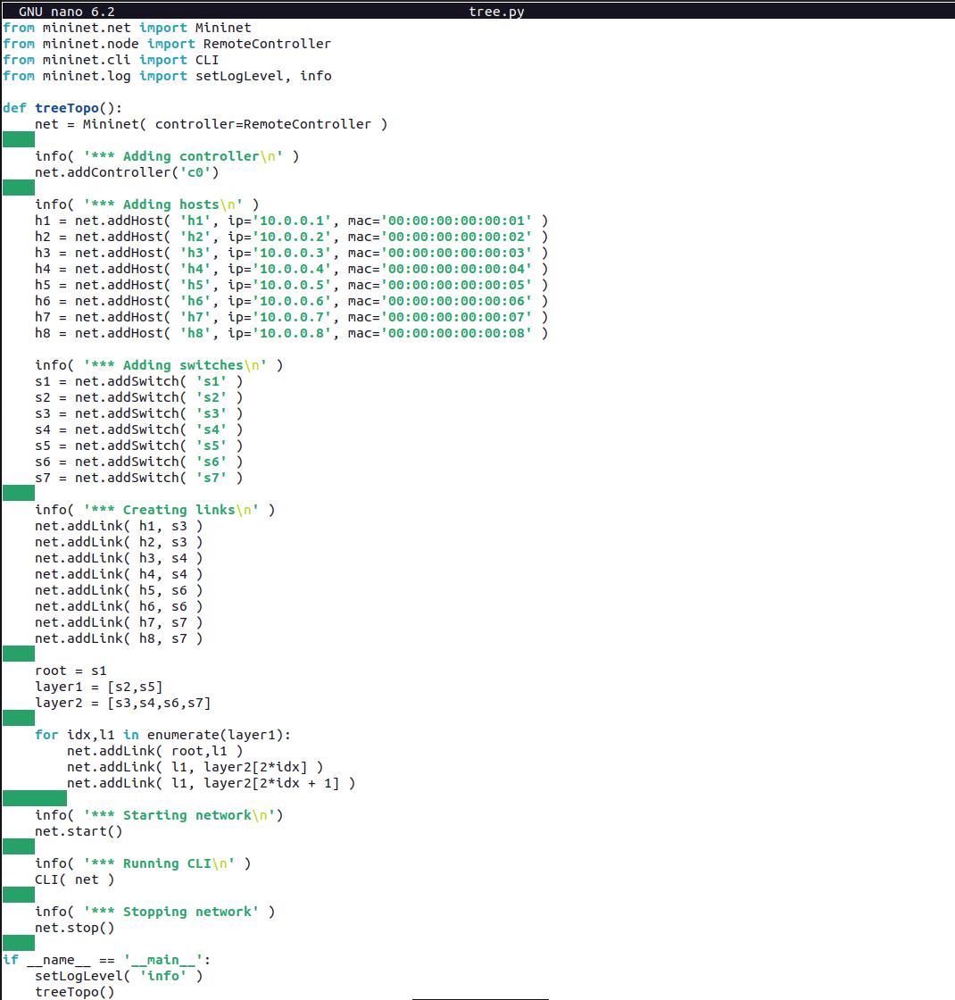 GNU nano 6.2 tree.py
from mininet.net import Mininet
from mininet.node import RemoteController
from mininet.cli import CLI
from mininet.log import setLogLevel, info

def treeTopo():
    net = Mininet( controller=RemoteController )

    info( '*** Adding controller\n' )
    net.addController('c0')

    info( '*** Adding hosts\n' )
    h1 = net.addHost( 'h1', ip='10.0.0.1', mac='00:00:00:00:00:01' )
    h2 = net.addHost( 'h2', ip='10.0.0.2', mac='00:00:00:00:00:02' )
    h3 = net.addHost( 'h3', ip='10.0.0.3', mac='00:00:00:00:00:03' )
    h4 = net.addHost( 'h4', ip='10.0.0.4', mac='00:00:00:00:00:04' )
    h5 = net.addHost( 'h5', ip='10.0.0.5', mac='00:00:00:00:00:05' )
    h6 = net.addHost( 'h6', ip='10.0.0.6', mac='00:00:00:00:00:06' )
    h7 = net.addHost( 'h7', ip='10.0.0.7', mac='00:00:00:00:00:07' )
    h8 = net.addHost( 'h8', ip='10.0.0.8', mac='00:00:00:00:00:08' )

    info( '*** Adding switches\n' )
    s1 = net.addSwitch( 's1' )
    s2 = net.addSwitch( 's2' )
    s3 = net.addSwitch( 's3' )
    s4 = net.addSwitch( 's4' )
    s5 = net.addSwitch( 's5' )
    s6 = net.addSwitch( 's6' )
    s7 = net.addSwitch( 's7' )

    info( '*** Creating links\n' )
    net.addLink( h1, s3 )
    net.addLink( h2, s3 )
    net.addLink( h3, s4 )
    net.addLink( h4, s4 )
    net.addLink( h5, s6 )
    net.addLink( h6, s6 )
    net.addLink( h7, s7 )
    net.addLink( h8, s7 )

    root = s1
    layer1 = [s2,s5]
    layer2 = [s3,s4,s6,s7]

    for idx,l1 in enumerate(layer1):
        net.addLink( root,l1 )
        net.addLink( l1, layer2[2*idx] )
        net.addLink( l1, layer2[2*idx + 1] )

    info( '*** Starting network\n')
    net.start()

    info( '*** Running CLI\n' )
    CLI( net )

    info( '*** Stopping network' )
    net.stop()

if __name__ == '__main__':
    setLogLevel( 'info' )
    treeTopo()